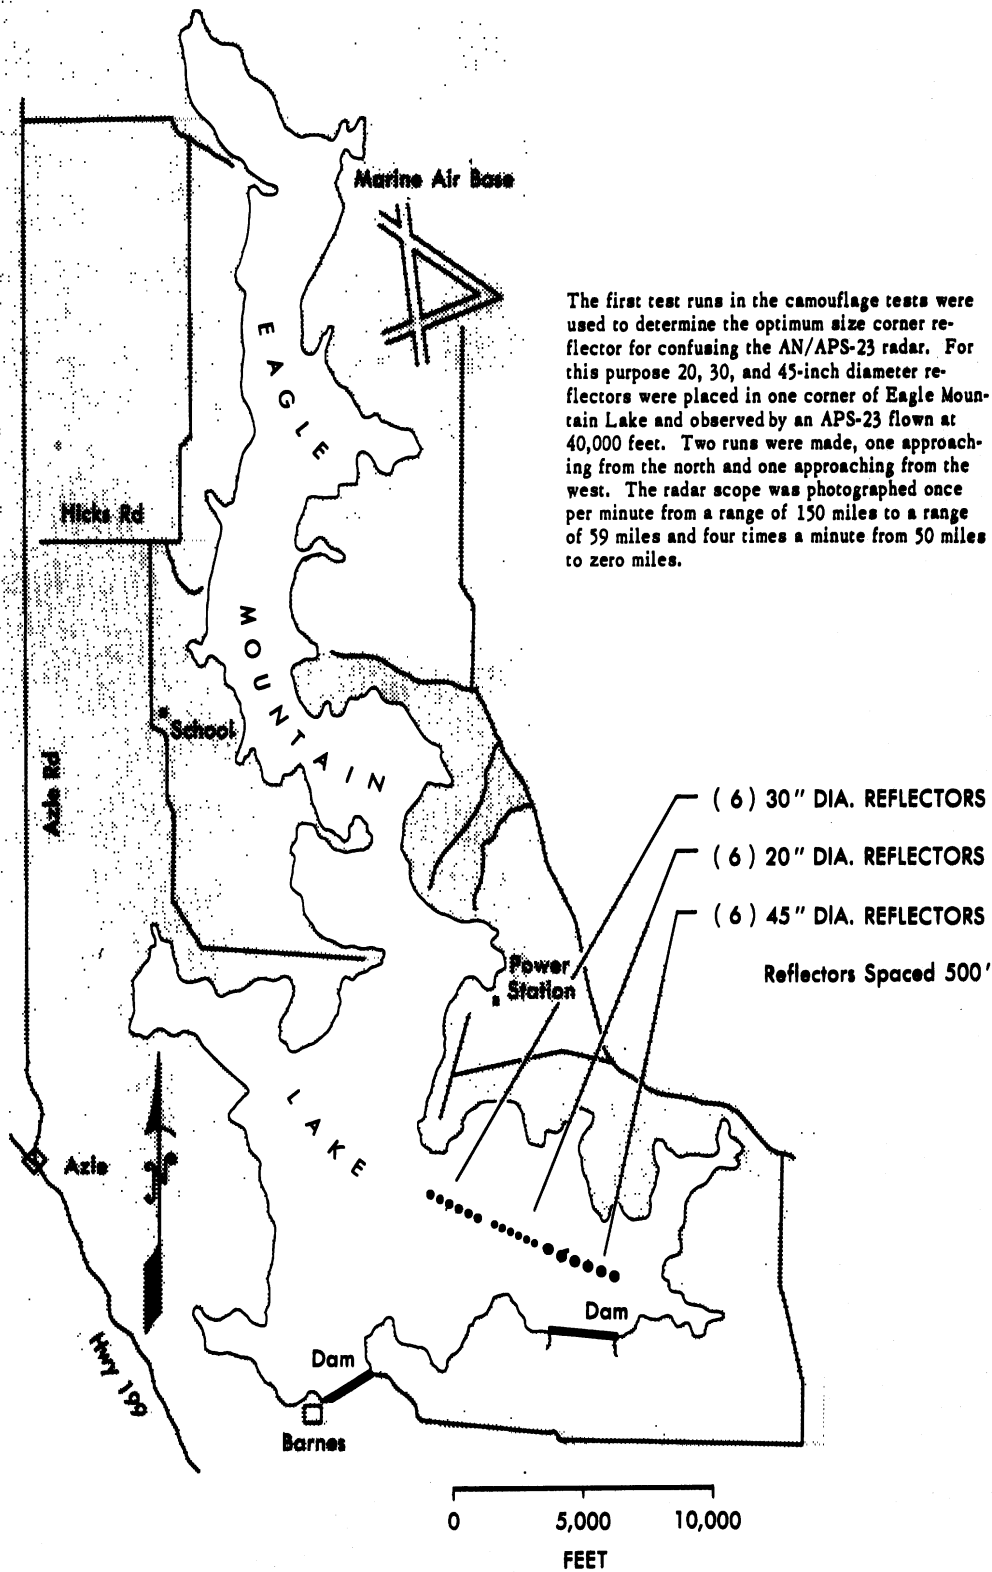 Marine Air Base
The first test runs in the camouflage tests were
used to determine the optimum size corner re-
flector for confusing the AN/APS-23 radar. For
this purpose 20, 30, and 45-inch diameter re-
flectors were placed in one corner of Eagle Moun-
tain Lake and observed by an APS-23 flown at
40,000 feet. Two runs were made, one approach-
ing from the north and one approaching from the
west. The radar scope was photographed once
per minute from a range of 150 miles to a range
of 59 miles and four times a minute from 50 miles
to zero miles.
EAGLE
Hicks Rd
MOUNTAIN
School
Azle Rd
(6) 30" DIA. REFLECTORS
(6) 20" DIA. REFLECTORS
(6) 45" DIA. REFLECTORS
Reflectors Spaced 500'
Power
Station
LAKE
Azle
N
Hwy 199
Dam
Dam
Barnes
0 5,000 10,000
FEET